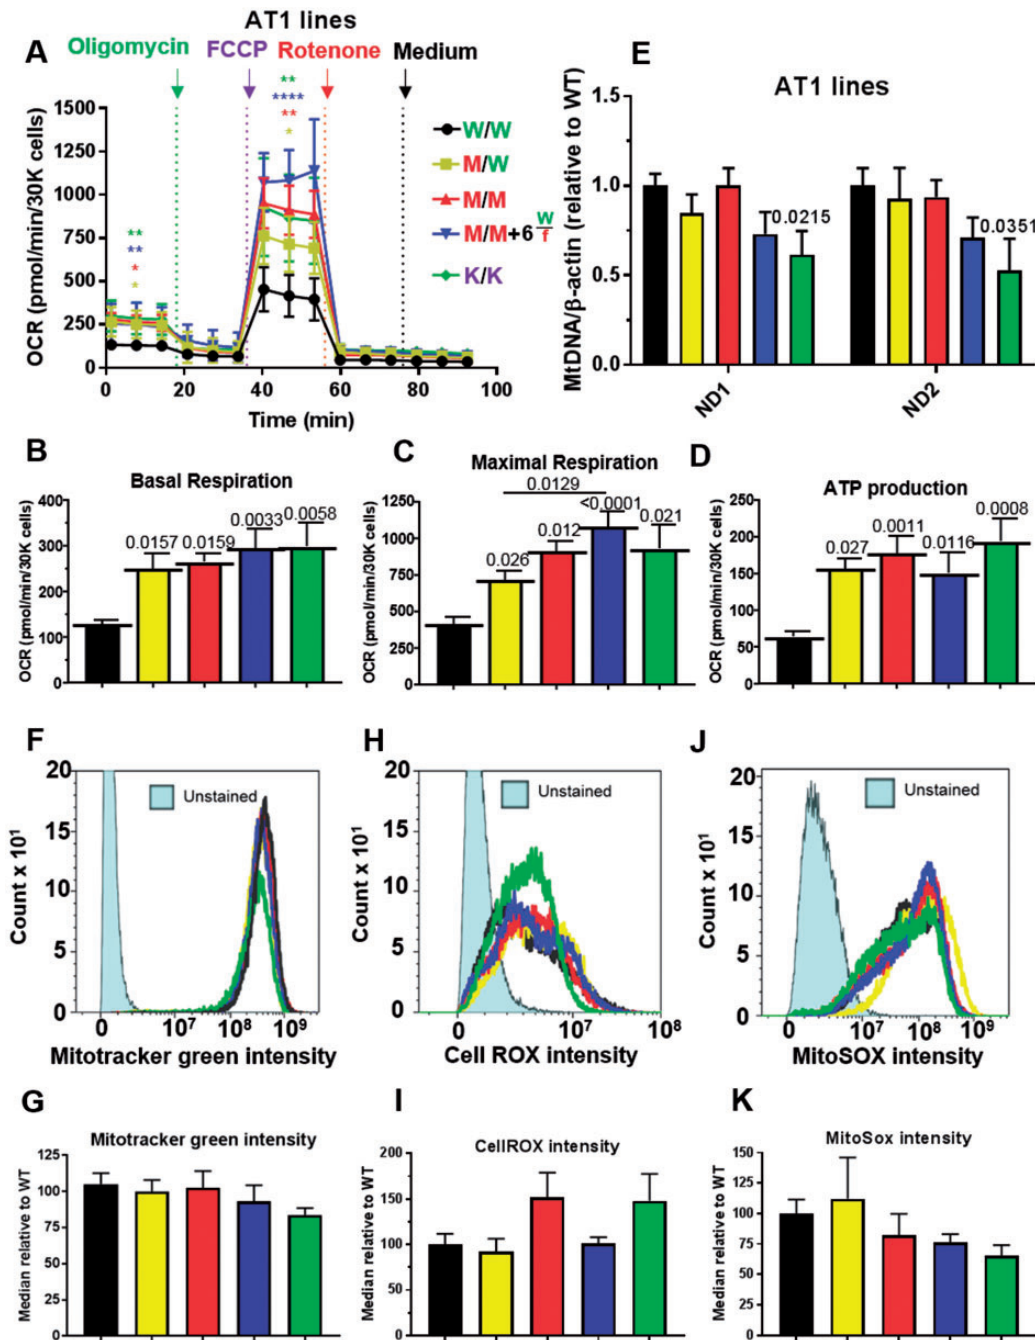 AT1 lines
A
Oligomycin
FCCP
Rotenone
Medium
**
****
**
*
**
**
*
*
OCR (pmol/min/30K cells)
1500
1250
1000
750
500
250
0
0 20 40 60 80 100
Time (min)
W/W
M/W
M/M
M/M+6 W/f
K/K
E
AT1 lines
MtDNA/β-actin (relative to WT)
1.5
1.0
0.5
0.0
0.0215
0.0351
ND1
ND2
B
Basal Respiration
OCR (pmol/min/30K cells)
400
300
200
100
0
0.0157
0.0159
0.0033
0.0058
C
Maximal Respiration
OCR (pmol/min/30K cells)
1250
1000
750
500
250
0
0.0129
0.026
0.012
<0.0001
0.021
D
ATP production
OCR (pmol/min/30K cells)
200
150
100
50
0
0.027
0.0011
0.0116
0.0008
F
Count x 10¹
20
15
10
5
0
Unstained
0 10⁷ 10⁸ 10⁹
Mitotracker green intensity
H
Count x 10¹
20
15
10
5
0
Unstained
0 10⁷ 10⁸
Cell ROX intensity
J
Count x 10¹
20
15
10
5
0
Unstained
0 10⁷ 10⁸ 10⁹
MitoSOX intensity
G
Mitotracker green intensity
Median relative to WT
125
100
75
50
25
0
I
CellROX intensity
Median relative to WT
200
150
100
50
0
K
MitoSox intensity
Median relative to WT
150
125
100
75
50
25
0